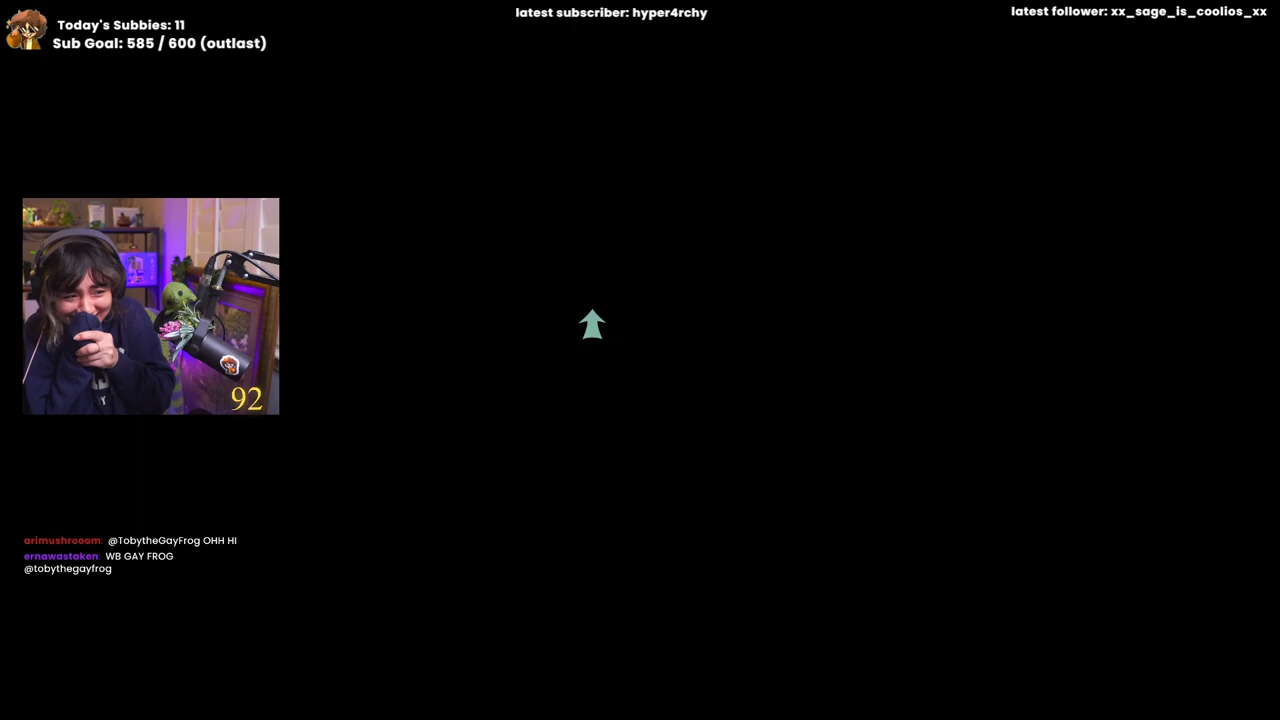 Today's Subbies: 11
Sub Goal: 585 / 600 (outlast)
latest subscriber: hyper4rchy
latest follower: xx_sage_is_coolios_xx
92
arimushrooom: @TobytheGayFrog OHH HI
ernawastaken: WB GAY FROG
@tobythegayfrog